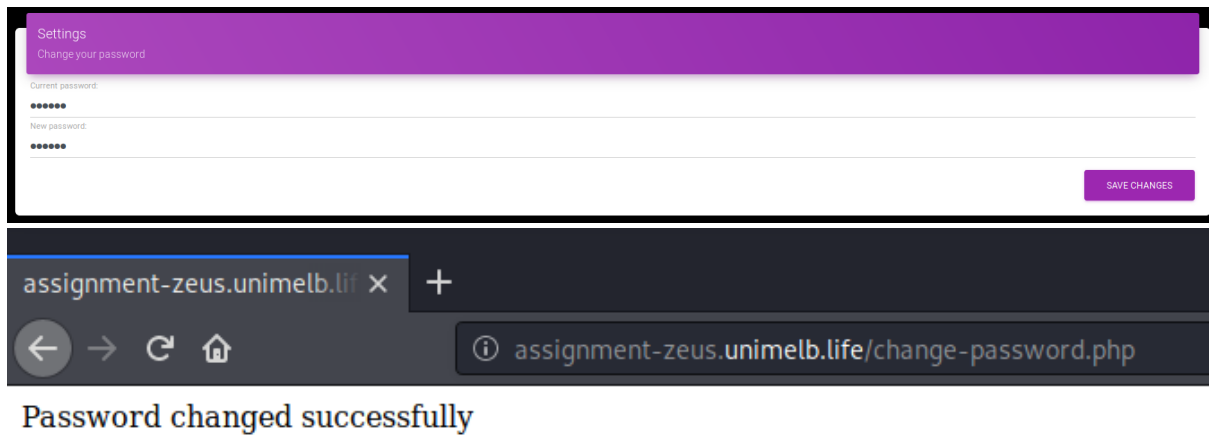 Settings
Change your password
Current password:
••••••
New password:
••••••
SAVE CHANGES
assignment-zeus.unimelb.lif
assignment-zeus.unimelb.life/change-password.php
Password changed successfully